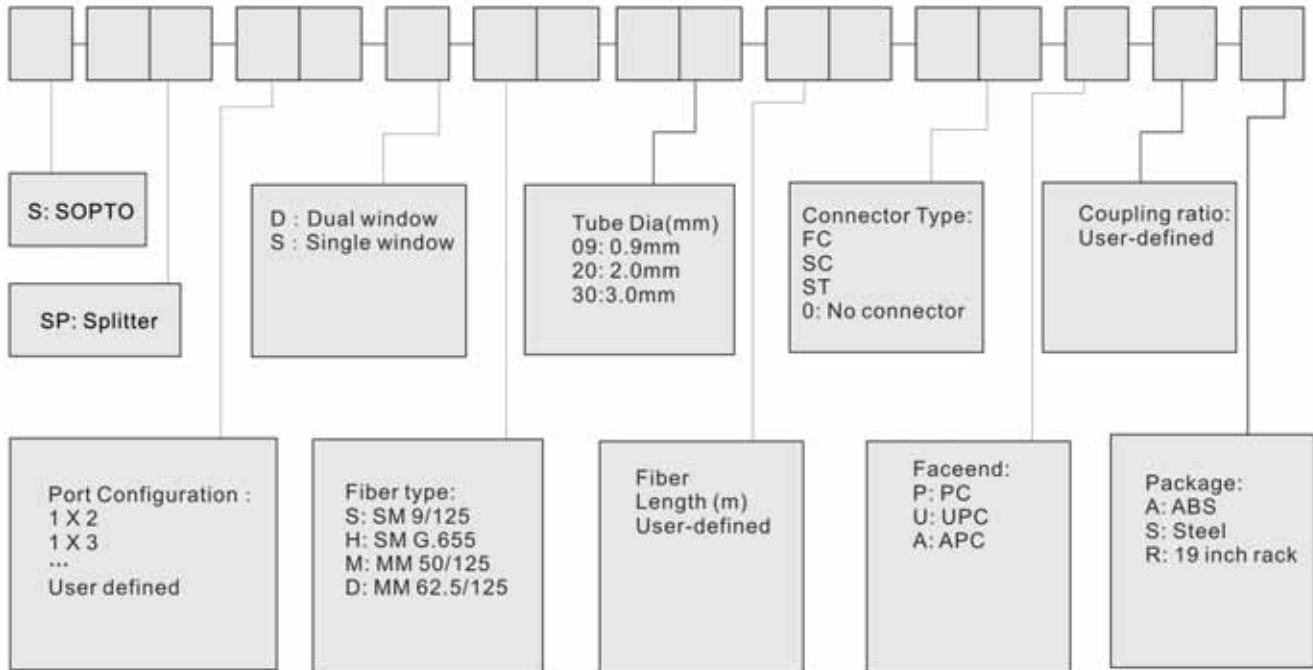 S: SOPTO
SP: Splitter
D : Dual window
S : Single window
Tube Dia(mm)
09: 0.9mm
20: 2.0mm
30:3.0mm
Connector Type:
FC
SC
ST
0: No connector
Coupling ratio:
User-defined
Port Configuration :
1 X 2
1 X 3
...
User defined
Fiber type:
S: SM 9/125
H: SM G.655
M: MM 50/125
D: MM 62.5/125
Fiber
Length (m)
User-defined
Faceend:
P: PC
U: UPC
A: APC
Package:
A: ABS
S: Steel
R: 19 inch rack